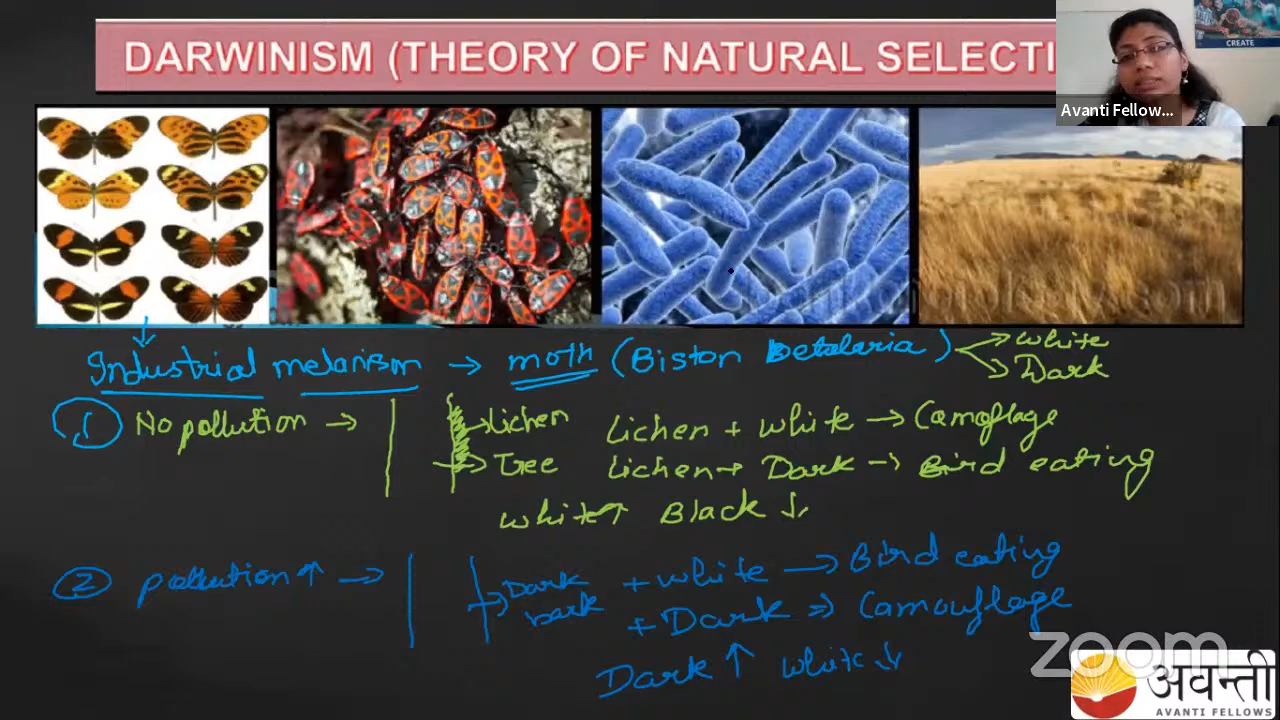 DARWINISM (THEORY OF NATURAL SELECTI
CREATE
Avanti Fellow...
Industrial melanism → moth (Biston Betularia) → white
→ Dark
① No pollution → → Lichen Lichen + white → Camoflage
→ Tree Lichen + Dark → Bird eating
white ↑ Black ↓
② pollution ↑ → → Dark bark + white → Bird eating
+ Dark → Camouflage
Dark ↑ white ↓
zoom
अवन्ती
AVANTI FELLOWS